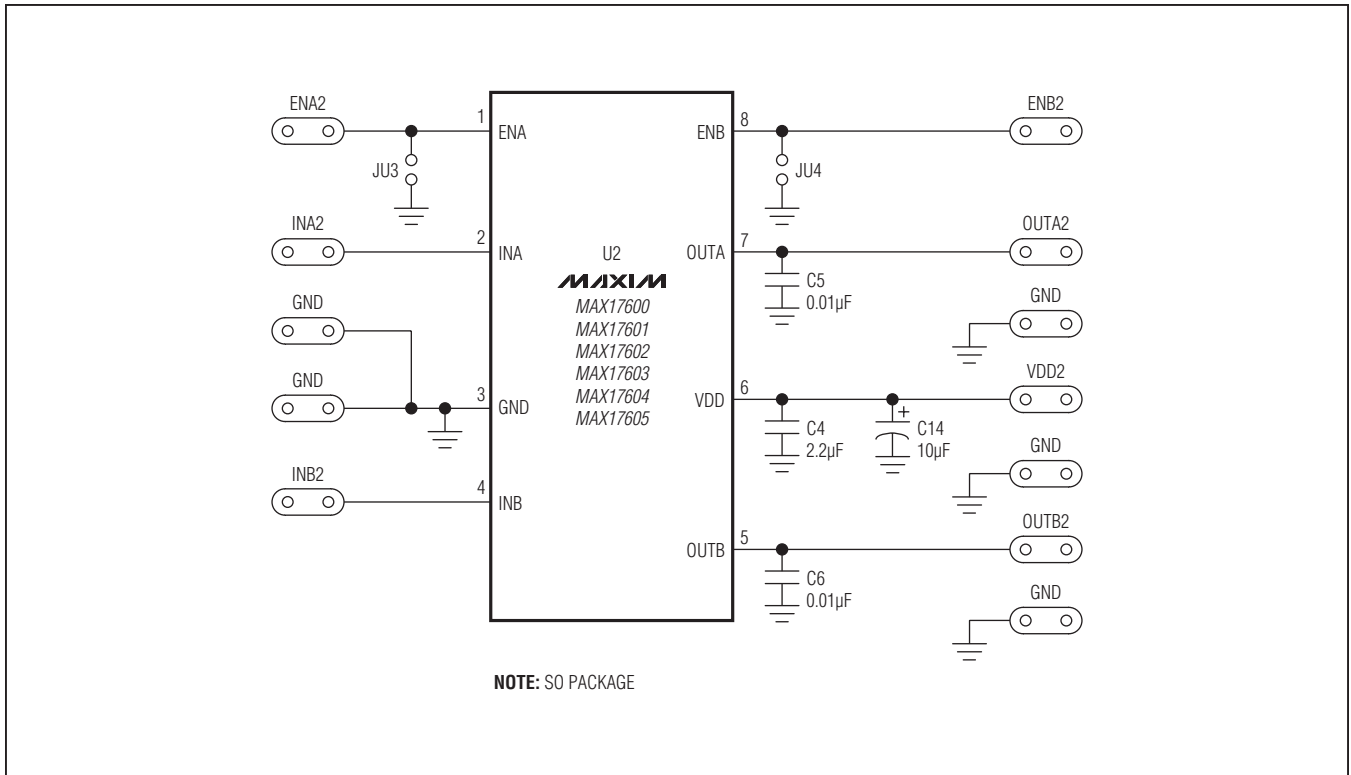 ENA2
1
ENA
JU3
INA2
2
INA
GND
GND
3
GND
INB2
4
INB
U2
MAXIM
MAX17600
MAX17601
MAX17602
MAX17603
MAX17604
MAX17605
ENB
8
ENB2
JU4
OUTA
7
OUTA2
C5
0.01µF
GND
VDD
6
VDD2
C4
2.2µF
+
C14
10µF
GND
OUTB
5
OUTB2
C6
0.01µF
GND
NOTE: SO PACKAGE